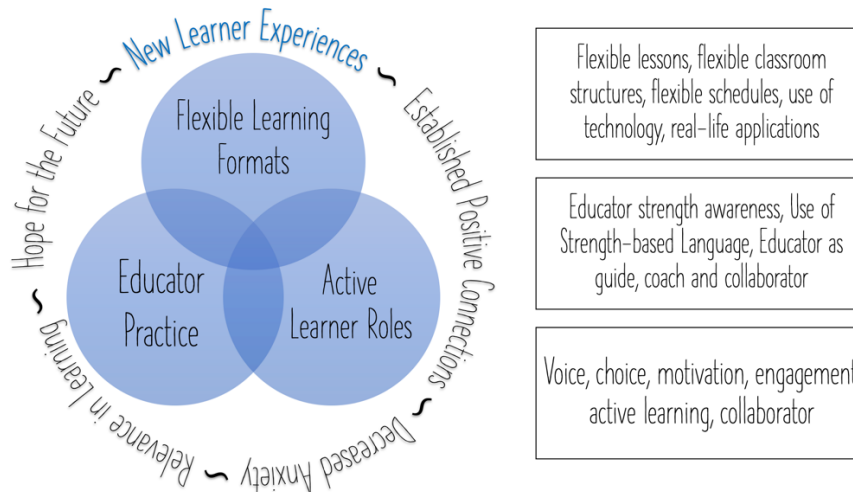 New Learner Experiences ~ Established Positive Connections ~ Decreased Anxiety ~ Relevance in Learning ~ Hope for the Future ~
Flexible Learning
Formats
Educator
Practice
Active
Learner Roles
Flexible lessons, flexible classroom
structures, flexible schedules, use of
technology, real-life applications
Educator strength awareness, Use of
Strength-based Language, Educator as
guide, coach and collaborator
Voice, choice, motivation, engagement
active learning, collaborator